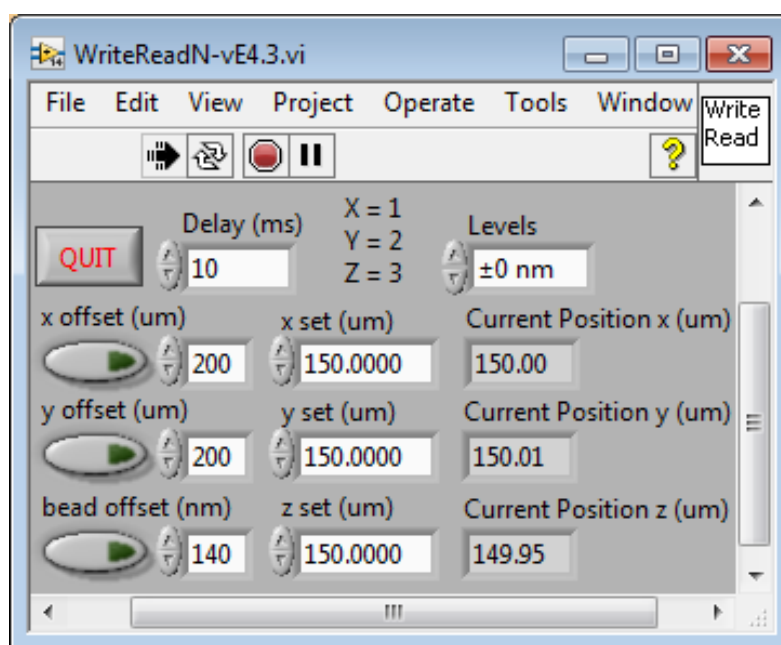 WriteReadN-vE4.3.vi
File Edit View Project Operate Tools Window
Write
Read
?
QUIT
Delay (ms)
10
X = 1
Y = 2
Z = 3
Levels
±0 nm
x offset (um) x set (um) Current Position x (um)
200 150.0000 150.00
y offset (um) y set (um) Current Position y (um)
200 150.0000 150.01
bead offset (nm) z set (um) Current Position z (um)
140 150.0000 149.95